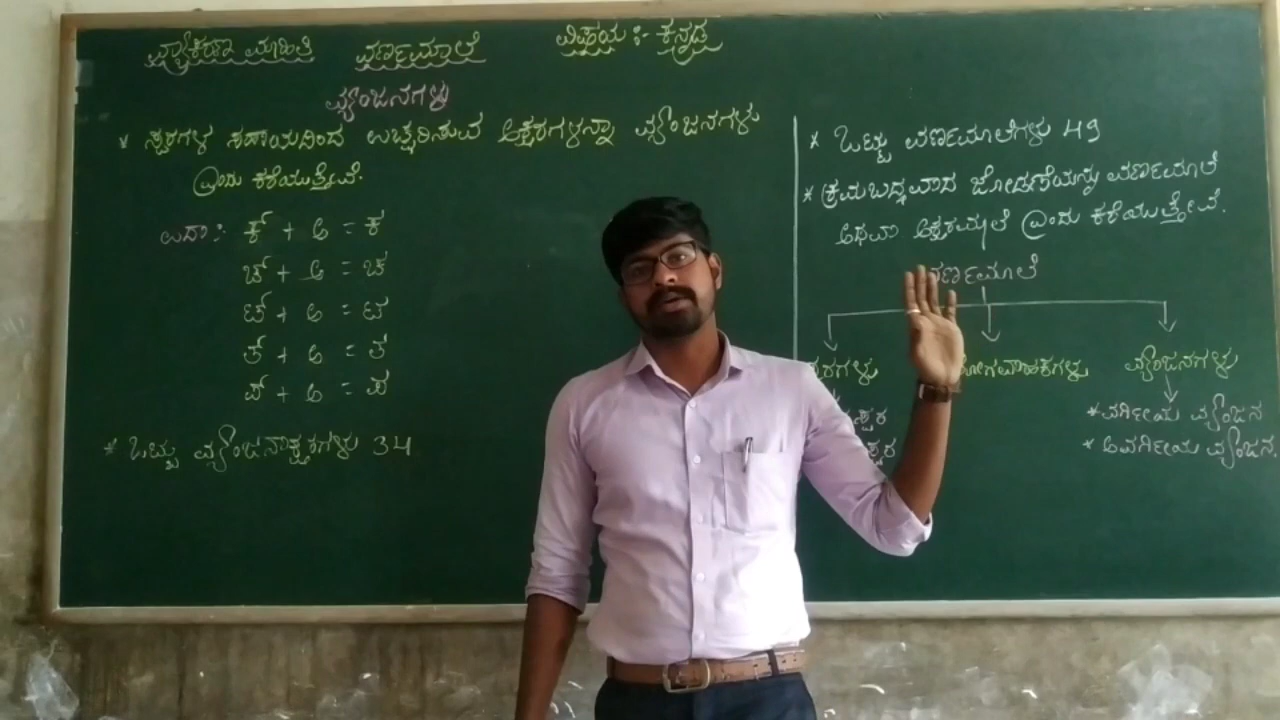 ವ್ಯಾಕರಣ ಮಾಹಿತಿ ವರ್ಣಮಾಲೆ ವಿಷಯ :- ಕನ್ನಡ
ವ್ಯಂಜನಗಳು
* ಸ್ವರಗಳ ಸಹಾಯದಿಂದ ಉಚ್ಚರಿಸುವ ಅಕ್ಷರಗಳನ್ನಾ ವ್ಯಂಜನಗಳು
ಎಂದು ಕರೆಯುತ್ತೇವೆ.
ಉದಾ :- ಕ್ + ಅ = ಕ
ಚ್ + ಅ = ಚ
ಟ್ + ಅ = ಟ
ತ್ + ಅ = ತ
ಪ್ + ಅ = ಪ
* ಒಟ್ಟು ವ್ಯಂಜನಾಕ್ಷರಗಳು 34
* ಒಟ್ಟು ವರ್ಣಮಾಲೆಗಳು 49
* ಕ್ರಮಬದ್ಧವಾದ ಜೋಡಣೆಯನ್ನು ವರ್ಣಮಾಲೆ
ಅಥವಾ ಅಕ್ಷರಮಾಲೆ ಎಂದು ಕರೆಯುತ್ತೇವೆ.
ವರ್ಣಮಾಲೆ
ವ್ಯಂಜನಗಳು
* ವರ್ಗೀಯ ವ್ಯಂಜನ
* ಅವರ್ಗೀಯ ವ್ಯಂಜನ.